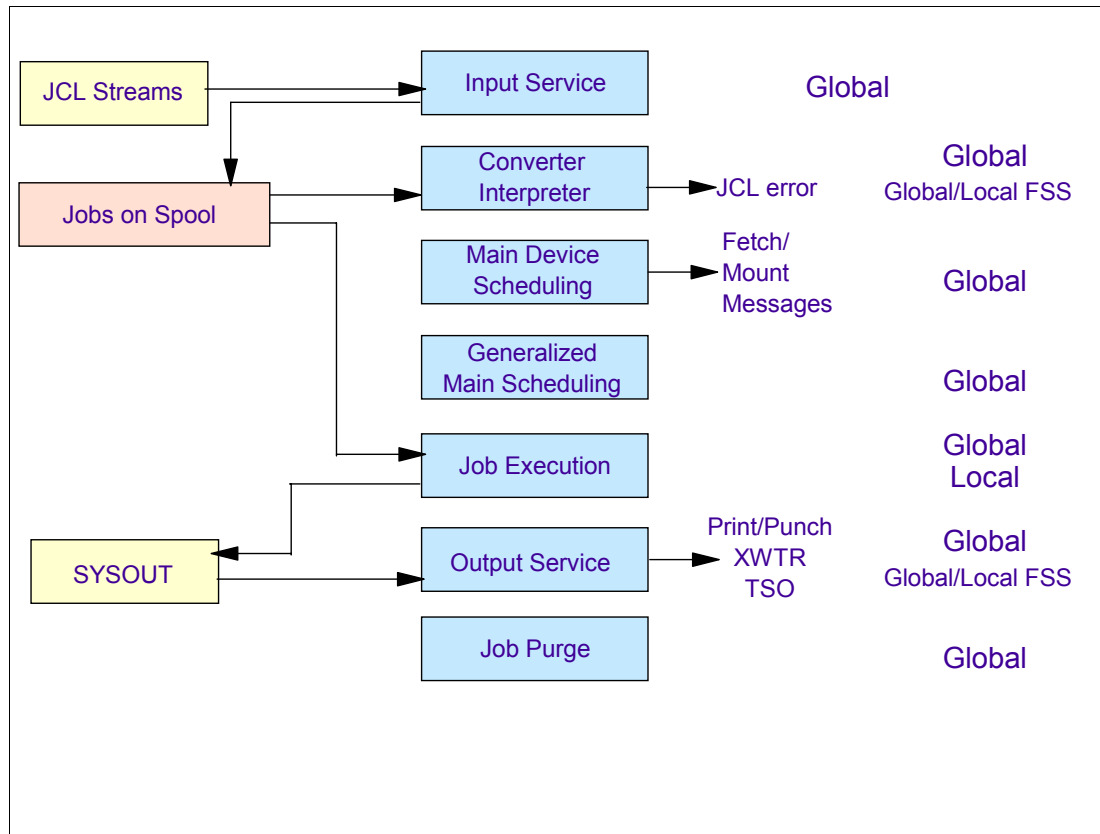 JCL Streams
Input Service
Global
Jobs on Spool
Converter
Interpreter
JCL error
Global
Global/Local FSS
Main Device
Scheduling
Fetch/
Mount
Messages
Global
Generalized
Main Scheduling
Global
Job Execution
Global
Local
SYSOUT
Output Service
Print/Punch
XWTR
TSO
Global
Global/Local FSS
Job Purge
Global